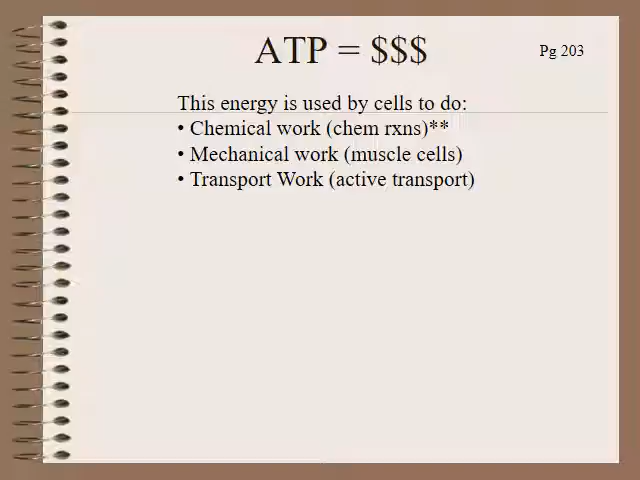 ATP = $$$
Pg 203
This energy is used by cells to do:
• Chemical work (chem rxns)**
• Mechanical work (muscle cells)
• Transport Work (active transport)